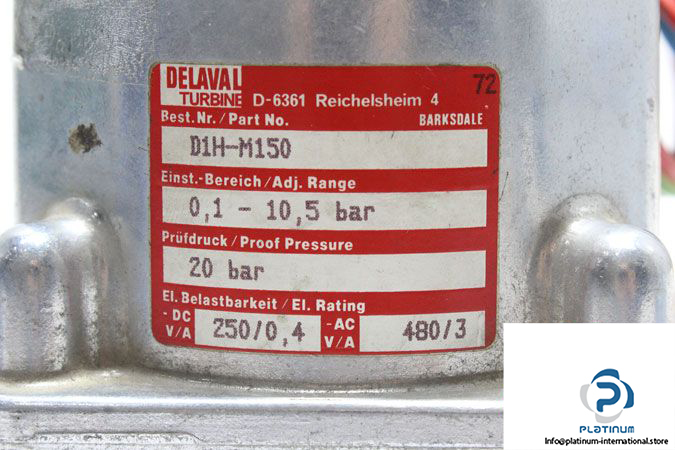 DELAVAL
TURBINE D-6361 Reichelsheim 4
72
Best.Nr./Part No. BARKSDALE
D1H-M150
Einst.-Bereich/Adj. Range
0,1 - 10,5 bar
Prüfdruck/Proof Pressure
20 bar
El. Belastbarkeit/El. Rating
- DC V/A 250/0,4 -AC V/A 480/3
PLATINUM
Info@platinum-international.store